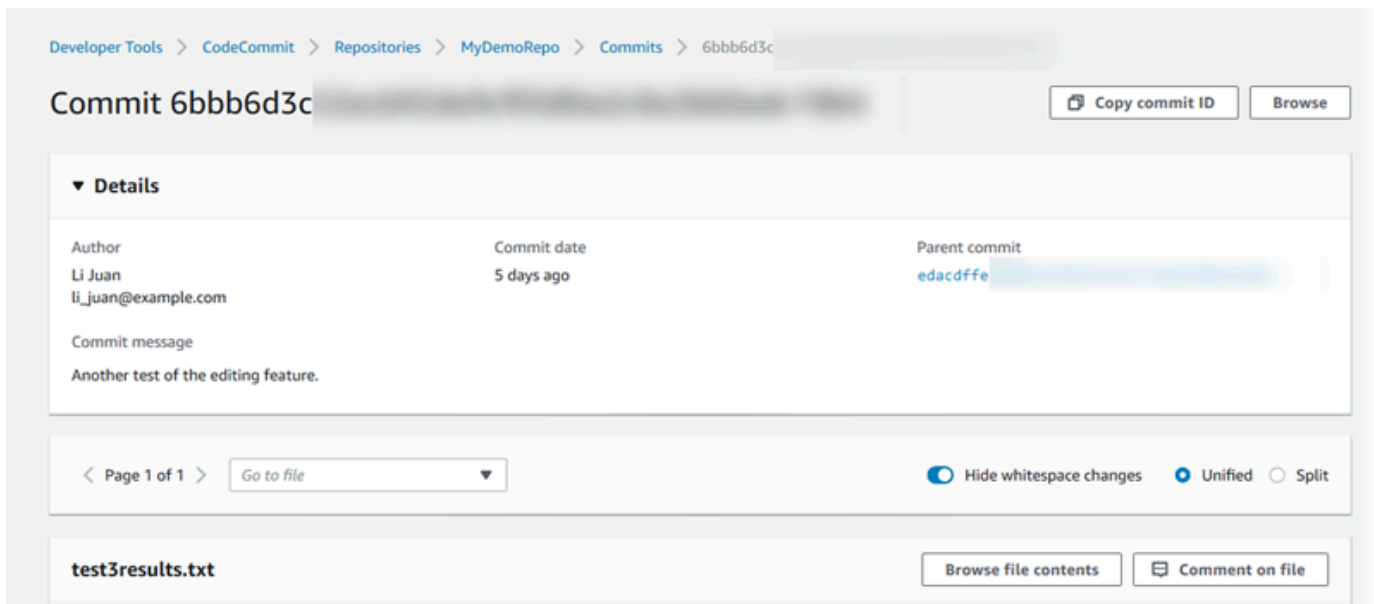 Developer Tools > CodeCommit > Repositories > MyDemoRepo > Commits > 6bbb6d3c
Commit 6bbb6d3c
Copy commit ID
Browse
Details
Author
Commit date
Parent commit
Li Juan
5 days ago
edacdffe
li_juan@example.com
Commit message
Another test of the editing feature.
< Page 1 of 1 >
Go to file
Hide whitespace changes
Unified
Split
test3results.txt
Browse file contents
Comment on file